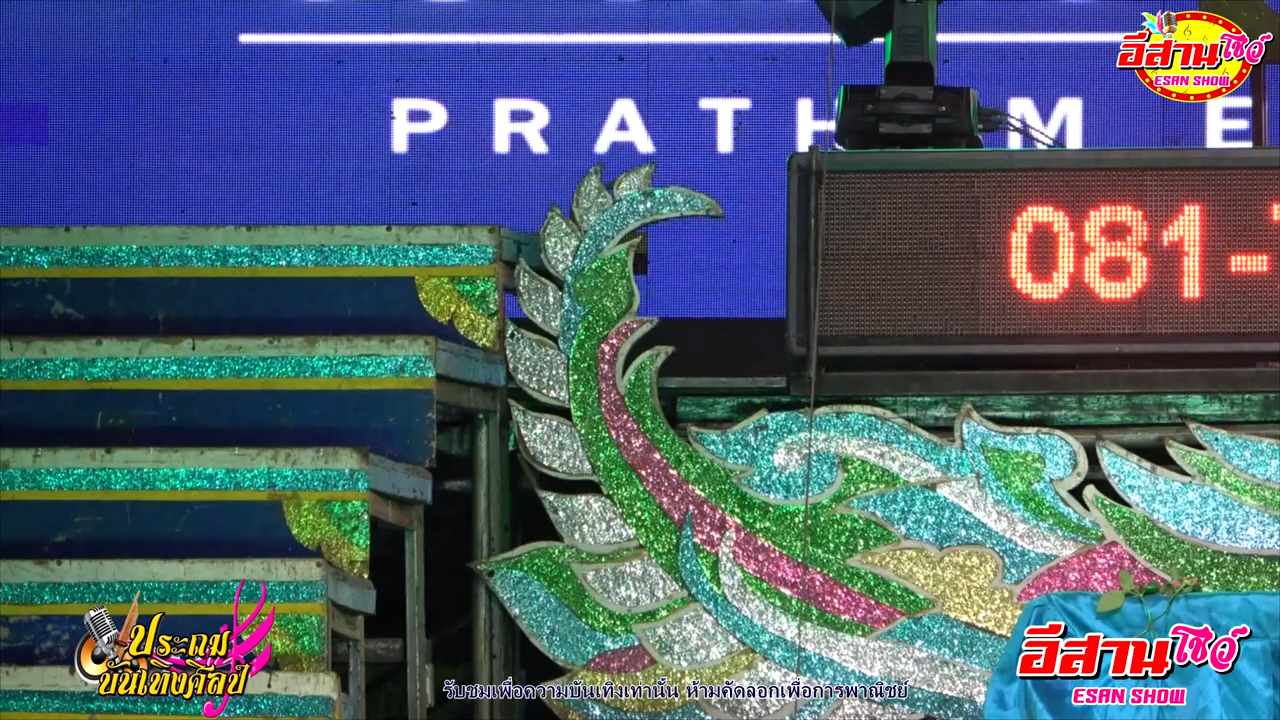 อีสานโชว์
ESAN SHOW
PRATH M E
081-
ประถม
บันเทิงศิลป์
รับชมเพื่อความบันเทิงเท่านั้น ห้ามคัดลอกเพื่อการพาณิชย์
อีสานโชว์
ESAN SHOW